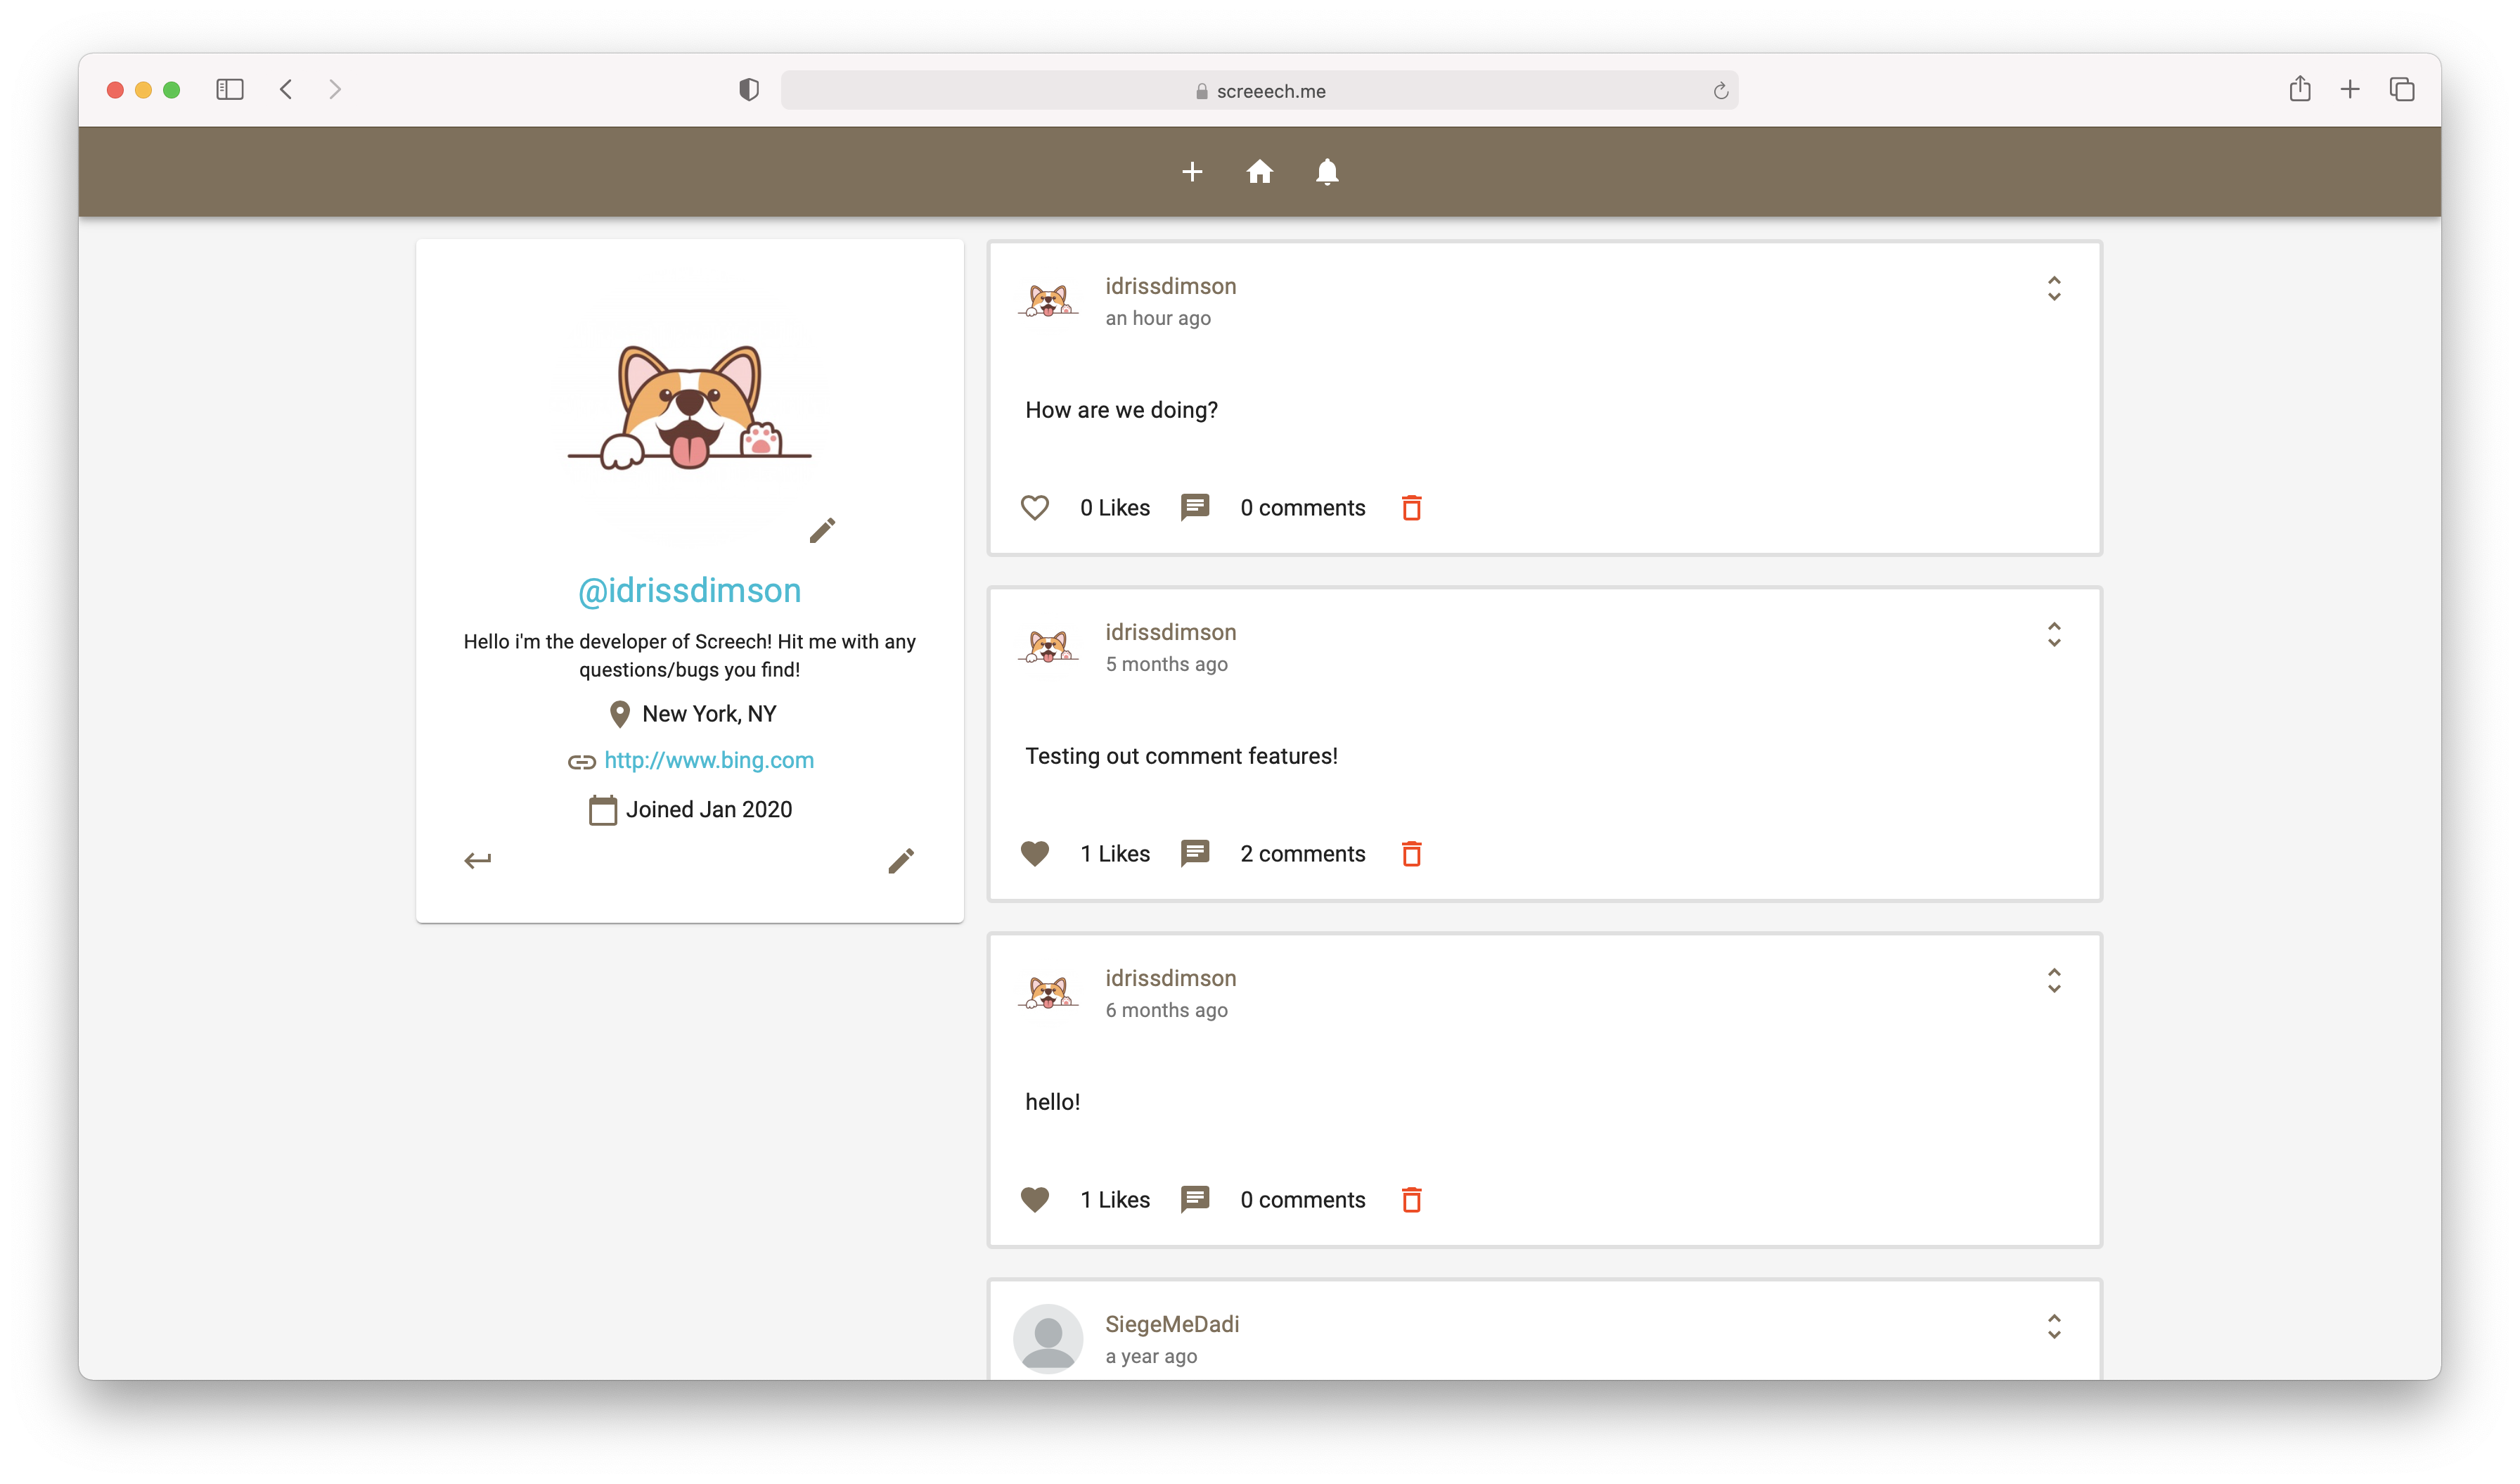 screeech.me
@idrissdimson
Hello i'm the developer of Screech! Hit me with any
questions/bugs you find!
New York, NY
http://www.bing.com
Joined Jan 2020
idrissdimson
an hour ago
How are we doing?
0 Likes 0 comments
idrissdimson
5 months ago
Testing out comment features!
1 Likes 2 comments
idrissdimson
6 months ago
hello!
1 Likes 0 comments
SiegeMeDadi
a year ago